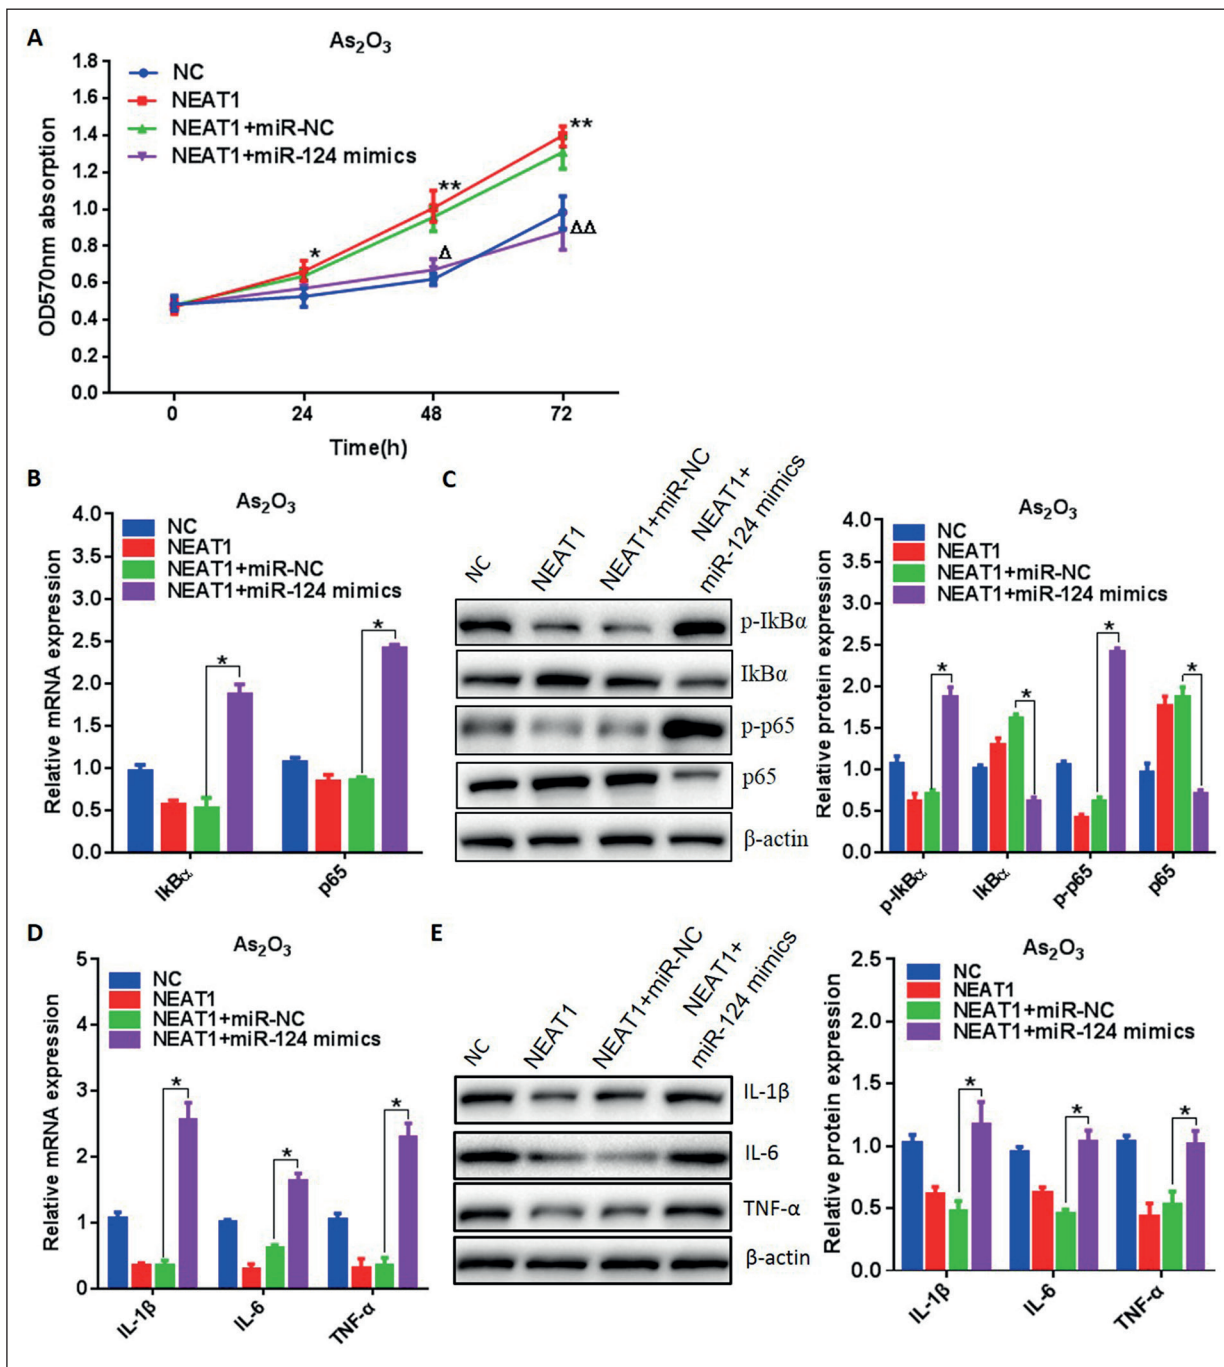 A
As₂O₃
1.8
1.6
1.4
1.2
1.0
0.8
0.6
0.4
0.2
0.0
OD570nm absorption
NC
NEAT1
NEAT1+miR-NC
NEAT1+miR-124 mimics
*
**
**
Δ
ΔΔ
0
24
48
72
Time(h)
B
As₂O₃
4.0
3.5
3.0
2.5
2.0
1.5
1.0
0.5
0.0
Relative mRNA expression
NC
NEAT1
NEAT1+miR-NC
NEAT1+miR-124 mimics
*
*
IkBα
p65
C
NC
NEAT1
NEAT1+miR-NC
NEAT1+
miR-124 mimics
p-IkBα
IkBα
p-p65
p65
β-actin
As₂O₃
4.0
3.5
3.0
2.5
2.0
1.5
1.0
0.5
0.0
Relative protein expression
NC
NEAT1
NEAT1+miR-NC
NEAT1+miR-124 mimics
*
*
*
*
p-IkBα
IkBα
p-p65
p65
D
As₂O₃
5
4
3
2
1
0
Relative mRNA expression
NC
NEAT1
NEAT1+miR-NC
NEAT1+miR-124 mimics
*
*
*
IL-1β
IL-6
TNF-α
E
NC
NEAT1
NEAT1+miR-NC
NEAT1+
miR-124 mimics
IL-1β
IL-6
TNF-α
β-actin
As₂O₃
2.5
2.0
1.5
1.0
0.5
0.0
Relative protein expression
NC
NEAT1
NEAT1+miR-NC
NEAT1+miR-124 mimics
*
*
*
IL-1β
IL-6
TNF-α